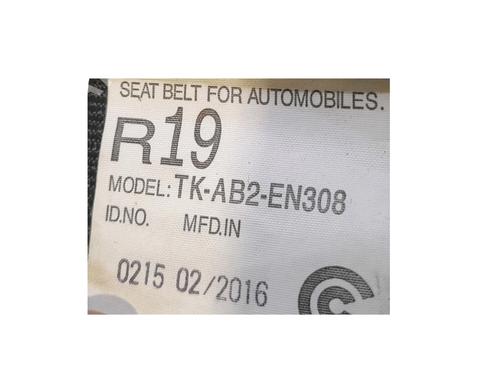 SEAT BELT FOR AUTOMOBILES.
R19
MODEL: TK-AB2-EN308
ID.NO. MFD.IN
0215 02/2016